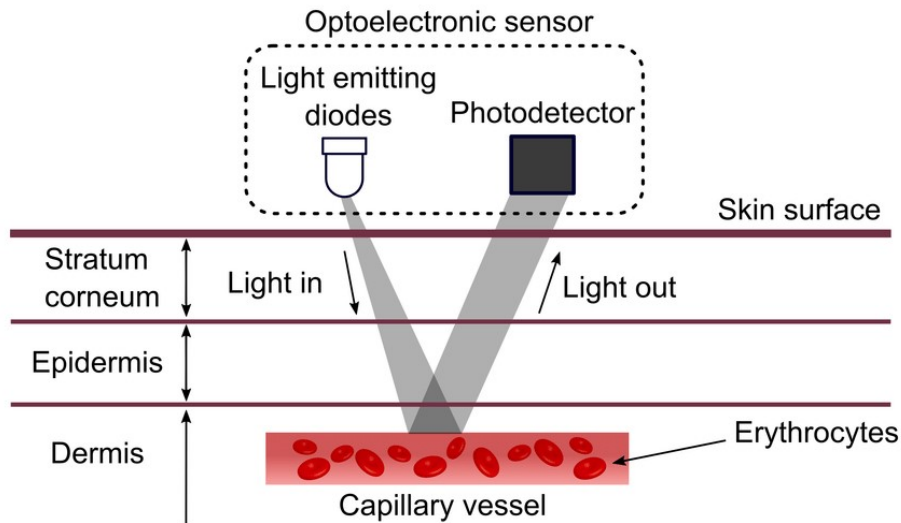 Optoelectronic sensor
Light emitting
diodes
Photodetector
Skin surface
Stratum
corneum
Light in
Light out
Epidermis
Dermis
Erythrocytes
Capillary vessel